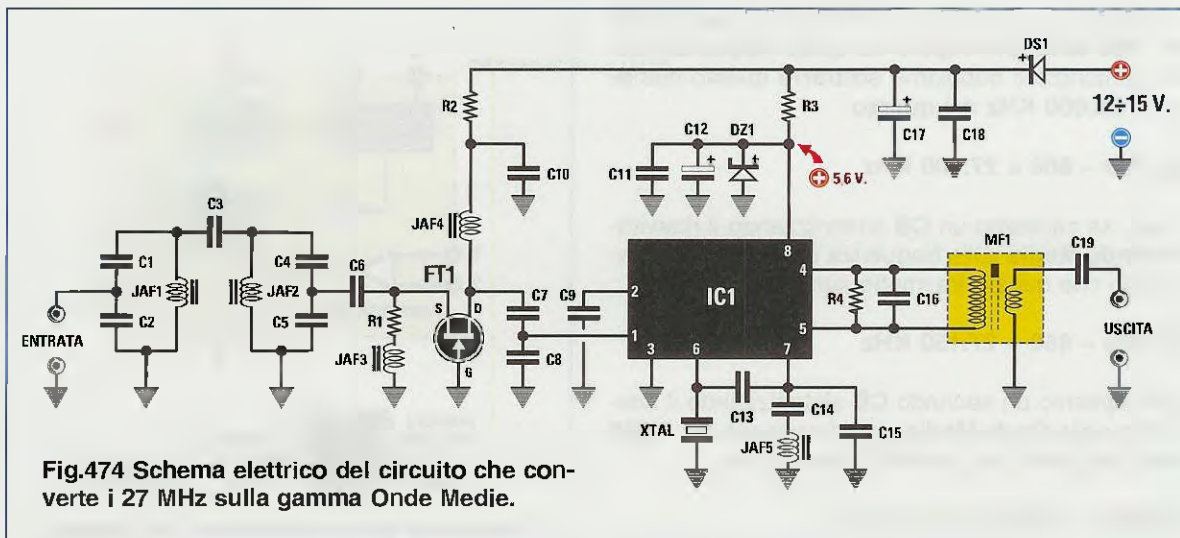 DS1
R2
R3
12÷15 V.
C17
C18
C12
DZ1
C11
5,6 V.
C10
JAF4
C3
MF1
C19
C1
C4
C6
FT1
8
4
JAF1
JAF2
S
D
C7
C9
2
IC1
R4
C16
C2
C5
R1
1
5
ENTRATA
USCITA
JAF3
G
C8
3
6
7
C13
C14
XTAL
JAF5
C15
Fig.474 Schema elettrico del circuito che con-
verte i 27 MHz sulla gamma Onde Medie.